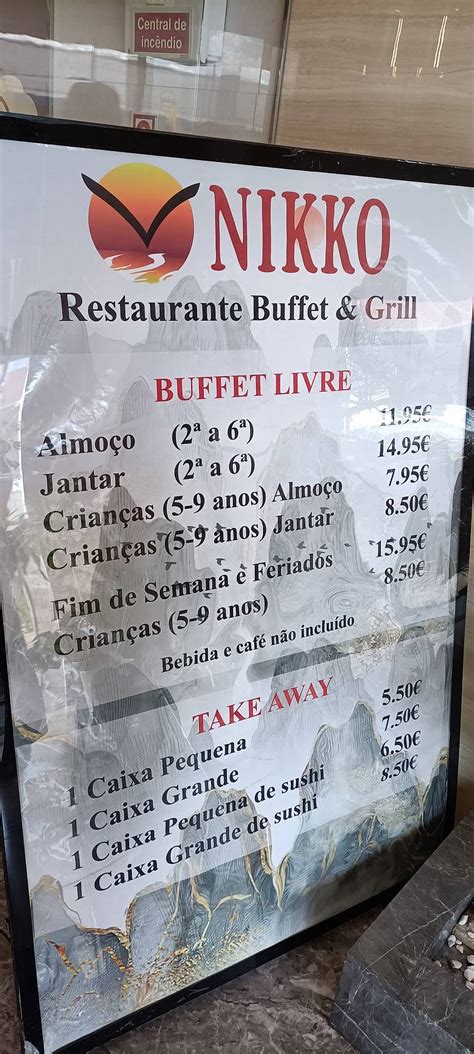 Central de
incêndio
NIKKO
Restaurante Buffet & Grill
BUFFET LIVRE
Almoço (2ª a 6ª) 11.95€
Jantar (2ª a 6ª) 14.95€
Crianças (5-9 anos) Almoço 7.95€
Crianças (5-9 anos) Jantar 8.50€
Fim de Semana e Feriados 15.95€
Crianças (5-9 anos) 8.50€
Bebida e café não incluído
TAKE AWAY
1 Caixa Pequena 5.50€
1 Caixa Grande 7.50€
1 Caixa Pequena de sushi 6.50€
1 Caixa Grande de sushi 8.50€